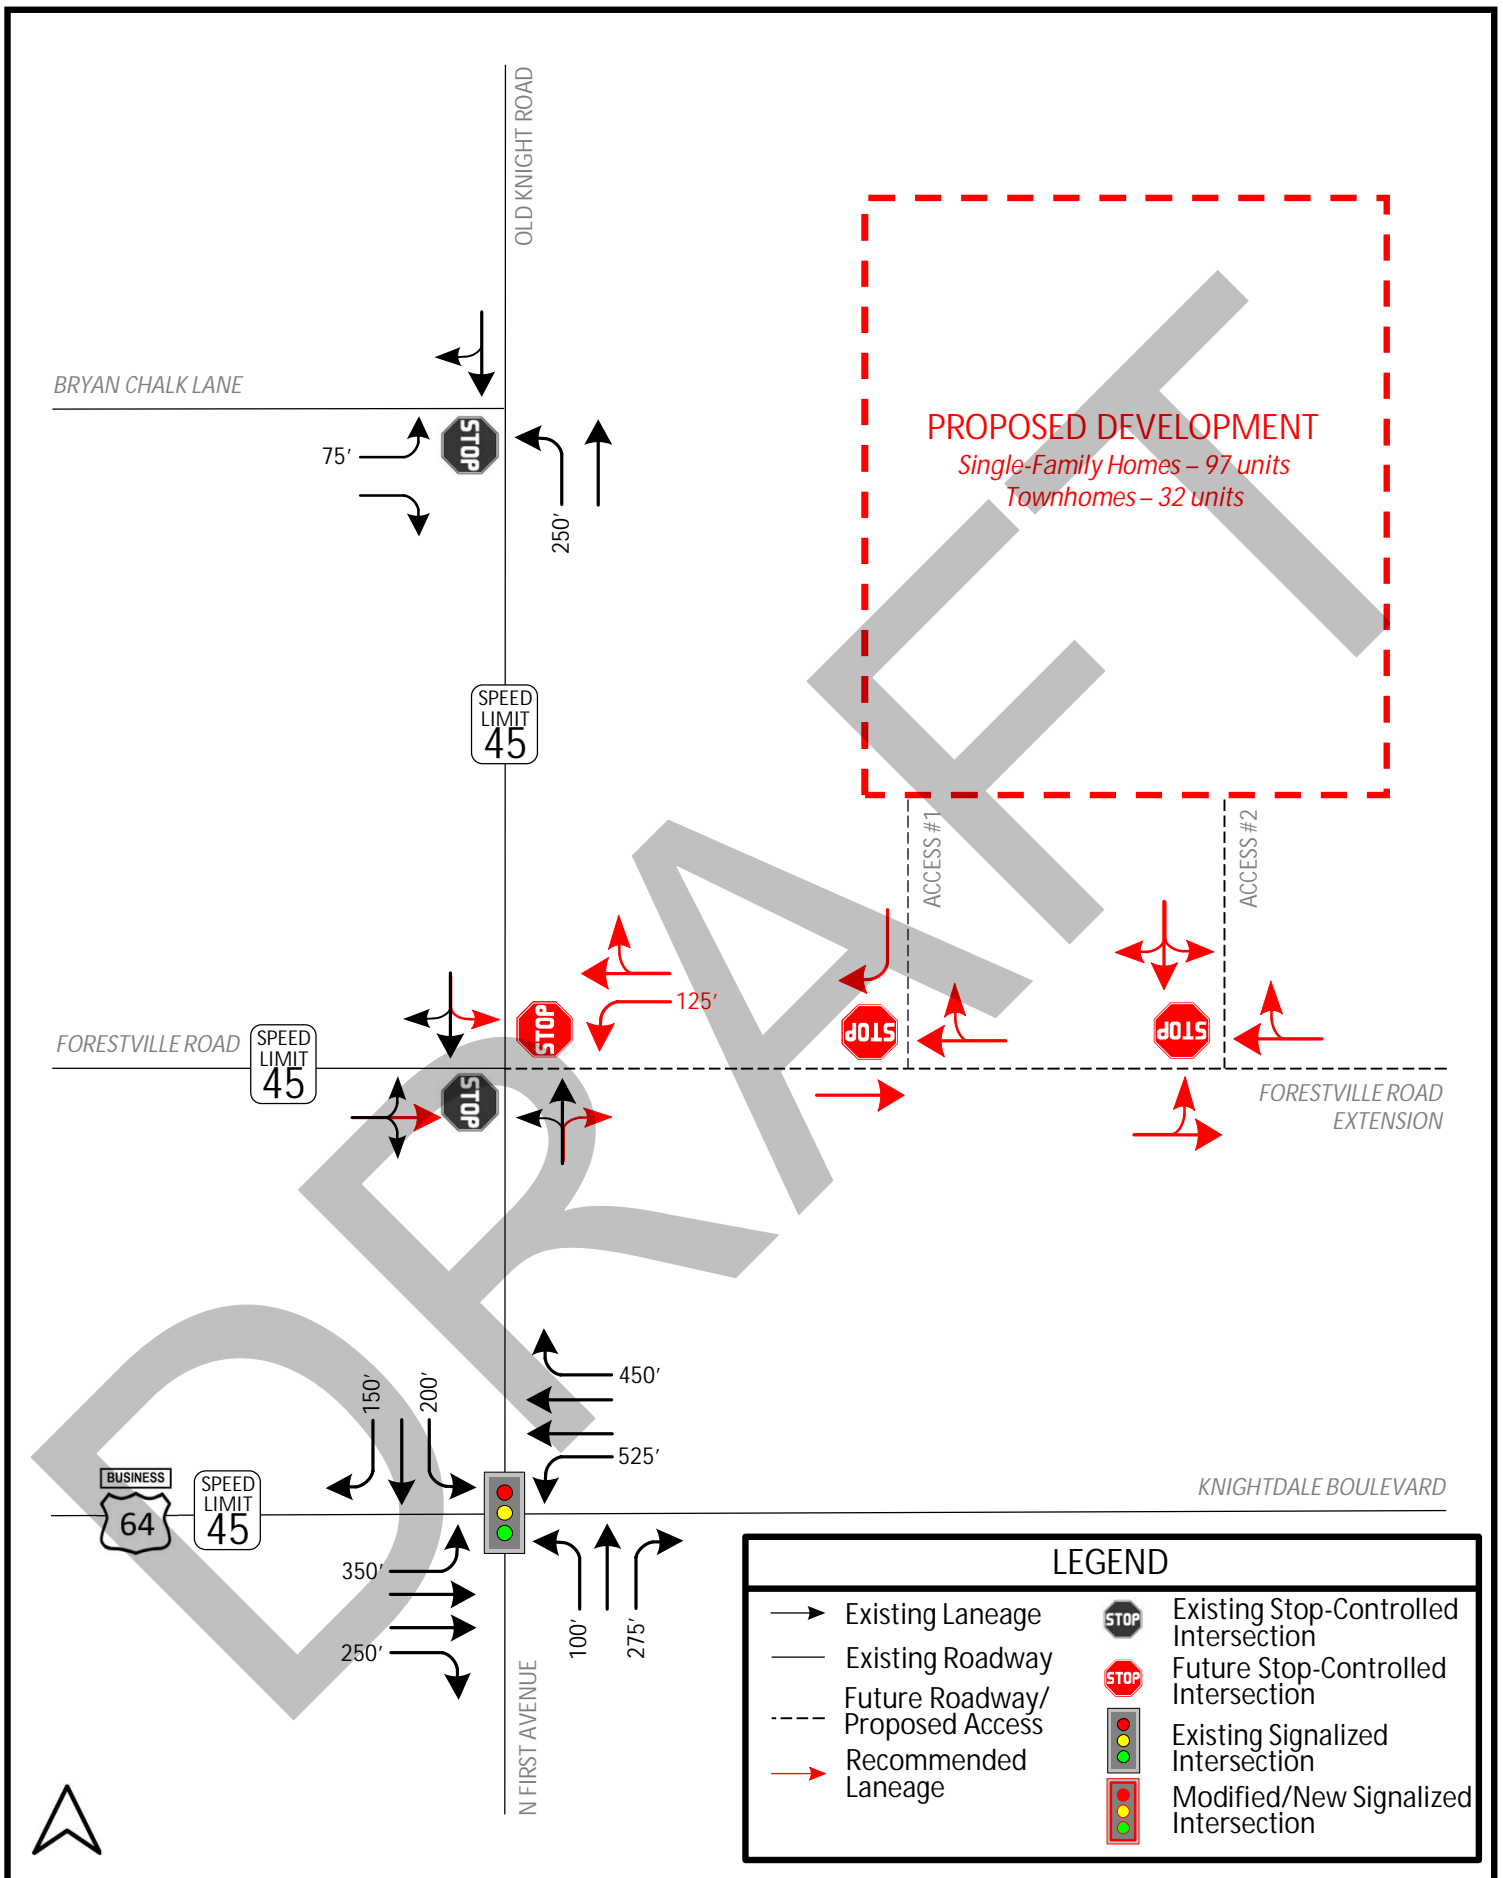 OLD KNIGHT ROAD
BRYAN CHALK LANE
STOP
75'
250'
PROPOSED DEVELOPMENT
Single-Family Homes – 97 units
Townhomes – 32 units
SPEED
LIMIT
45
ACCESS #1
ACCESS #2
125'
STOP
STOP
STOP
FORESTVILLE ROAD
SPEED
LIMIT
45
STOP
FORESTVILLE ROAD
EXTENSION
DRAFT
450'
150'
200'
525'
BUSINESS
64
SPEED
LIMIT
45
KNIGHTDALE BOULEVARD
350'
250'
100'
275'
N FIRST AVENUE
LEGEND
Existing Laneage
Existing Roadway
Future Roadway/
Proposed Access
Recommended
Laneage
STOP
Existing Stop-Controlled
Intersection
STOP
Future Stop-Controlled
Intersection
Existing Signalized
Intersection
Modified/New Signalized
Intersection